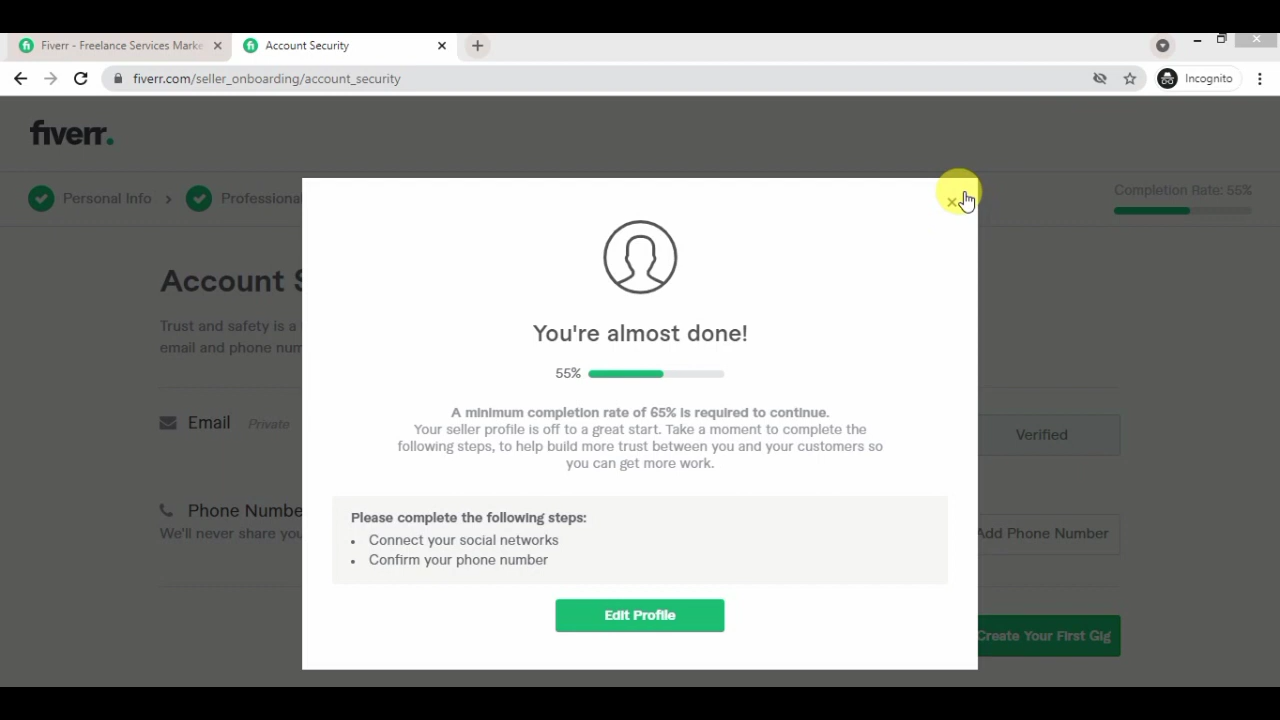 Fiverr - Freelance Services Marke
Account Security
fiverr.com/seller_onboarding/account_security
Incognito
fiverr.
Personal Info
Professional
Completion Rate: 55%
Account S
Trust and safety is a
email and phone num
Email Private
Verified
Phone Numbe
We'll never share you
Add Phone Number
Create Your First Gig
You're almost done!
55%
A minimum completion rate of 65% is required to continue.
Your seller profile is off to a great start. Take a moment to complete the
following steps, to help build more trust between you and your customers so
you can get more work.
Please complete the following steps:
• Connect your social networks
• Confirm your phone number
Edit Profile